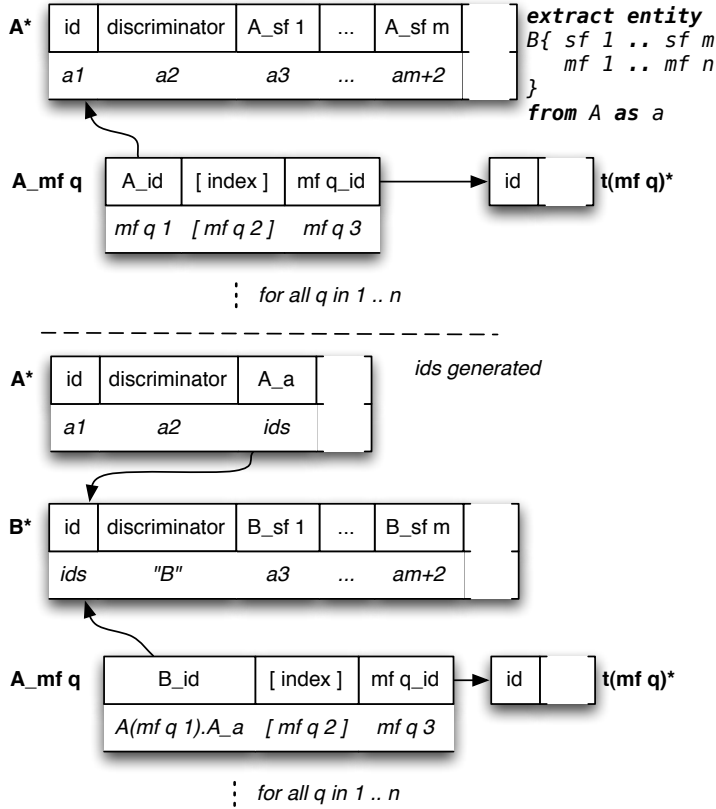 A* id discriminator A_sf 1 ... A_sf m
a1 a2 a3 ... am+2
extract entity
B{ sf 1 .. sf m
mf 1 .. mf n
}
from A as a
A_mf q A_id [ index ] mf q_id id t(mf q)*
mf q 1 [ mf q 2 ] mf q 3
for all q in 1 .. n
A* id discriminator A_a
a1 a2 ids
ids generated
B* id discriminator B_sf 1 ... B_sf m
ids "B" a3 ... am+2
A_mf q B_id [ index ] mf q_id id t(mf q)*
A(mf q 1).A_a [ mf q 2 ] mf q 3
for all q in 1 .. n